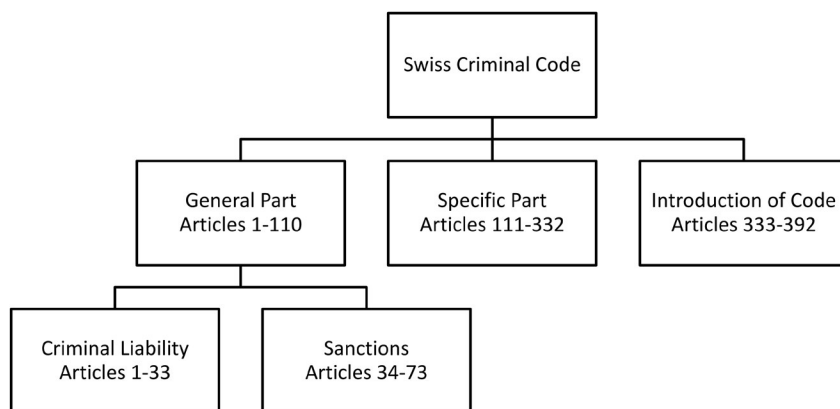 Swiss Criminal Code
General Part
Articles 1-110
Specific Part
Articles 111-332
Introduction of Code
Articles 333-392
Criminal Liability
Articles 1-33
Sanctions
Articles 34-73